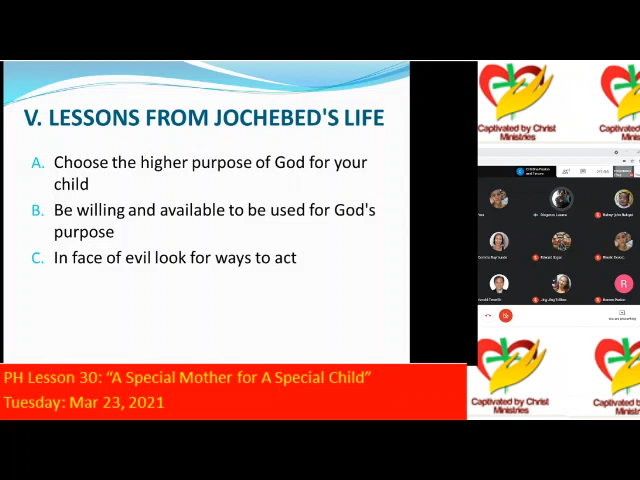 V. LESSONS FROM JOCHEBED'S LIFE
A. Choose the higher purpose of God for your
child
B. Be willing and available to be used for God's
purpose
C. In face of evil look for ways to act
PH Lesson 30: “A Special Mother for A Special Child”
Tuesday: Mar 23, 2021
Captivated by Christ
Ministries
Captivated
Mini
R
Captivated by Christ
Ministries
Captivated
Minis